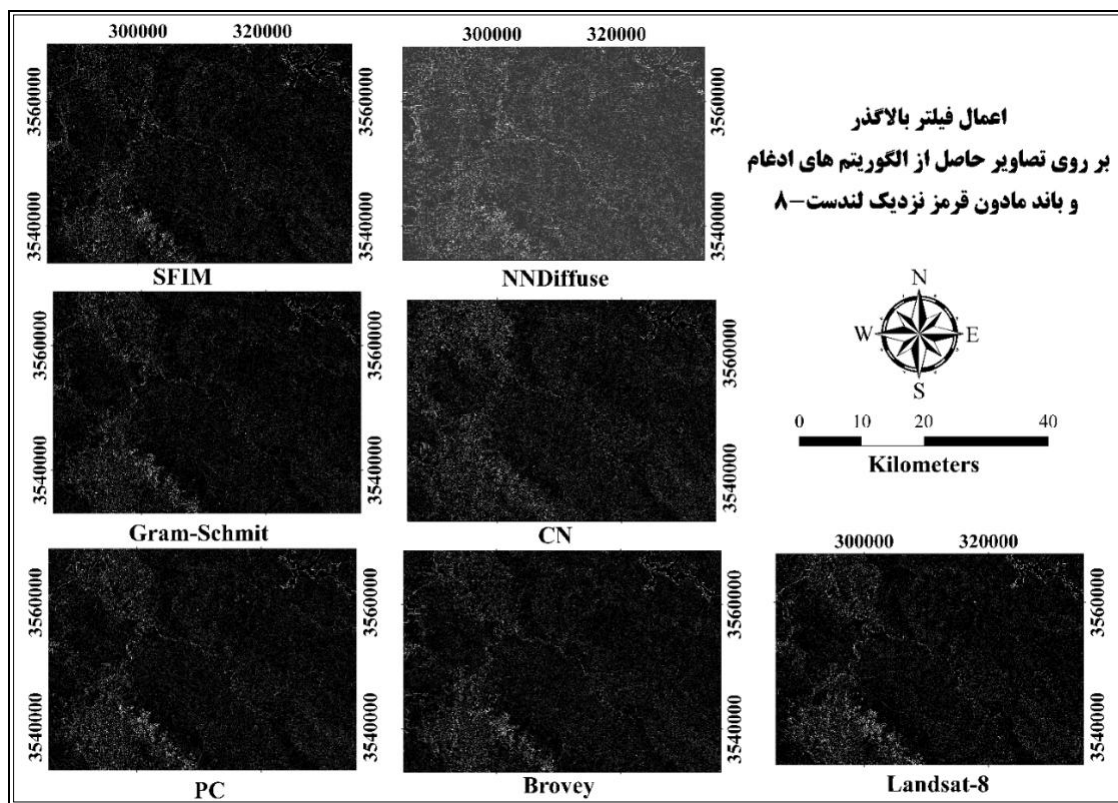 300000 320000
300000 320000
3560000
3540000
3560000
3540000
SFIM
NNDiffuse
اعمال فیلتر بالاگذر
بر روی تصاویر حاصل از الگوریتم های ادغام
و باند مادون قرمز نزدیک لندست-۸
N
W
E
S
0 10 20 40
Kilometers
3560000
3540000
3560000
3540000
Gram-Schmit
CN
300000 320000
3560000
3540000
3560000
3540000
3560000
3540000
PC
Brovey
Landsat-8